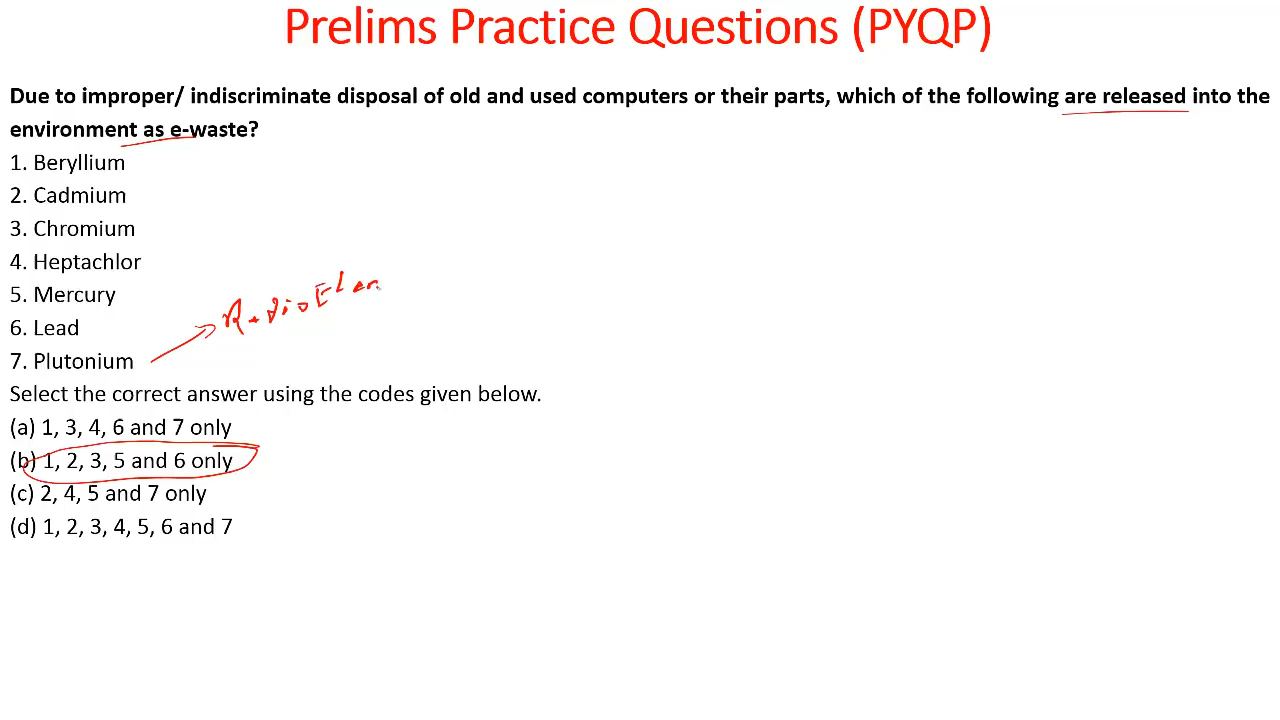 Prelims Practice Questions (PYQP)
Due to improper/ indiscriminate disposal of old and used computers or their parts, which of the following are released into the
environment as e-waste?
1. Beryllium
2. Cadmium
3. Chromium
4. Heptachlor
5. Mercury
6. Lead
7. Plutonium
Select the correct answer using the codes given below.
(a) 1, 3, 4, 6 and 7 only
(b) 1, 2, 3, 5 and 6 only
(c) 2, 4, 5 and 7 only
(d) 1, 2, 3, 4, 5, 6 and 7